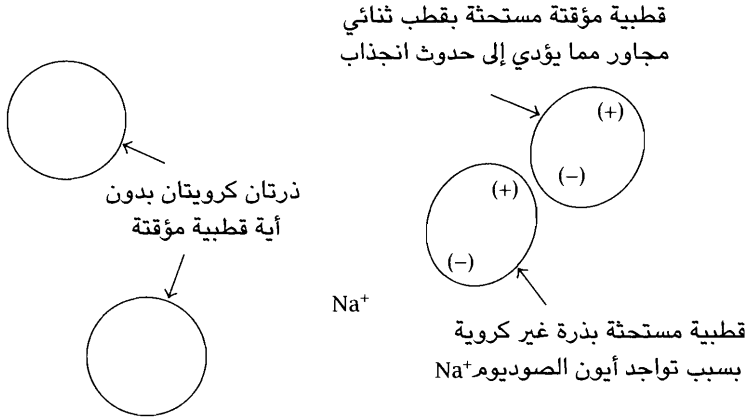 قطبية مؤقتة مستحثة بقطب ثنائي
مجاور مما يؤدي إلى حدوث انجذاب
(+)
(−)
(+)
(−)
ذرتان كرويتان بدون
أية قطبية مؤقتة
Na⁺
قطبية مستحثة بذرة غير كروية
بسبب تواجد أيون الصوديوم Na⁺